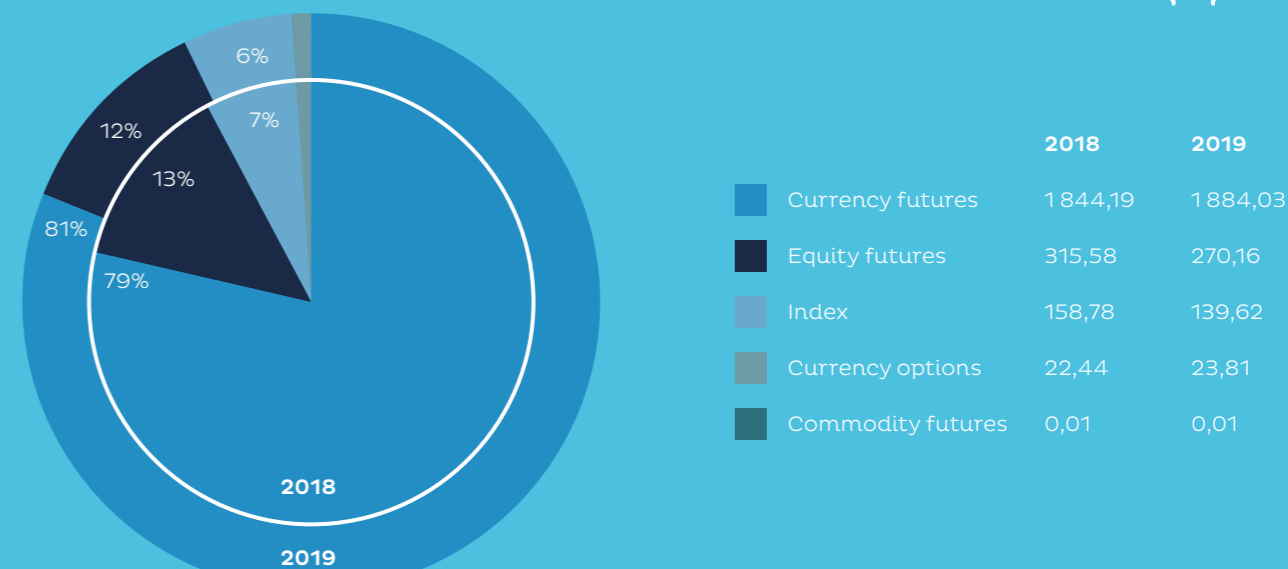 6%
7%
12%
13%
81%
79%
2018
2019
2018 2019
Currency futures 1 844,19 1 884,03
Equity futures 315,58 270,16
Index 158,78 139,62
Currency options 22,44 23,81
Commodity futures 0,01 0,01